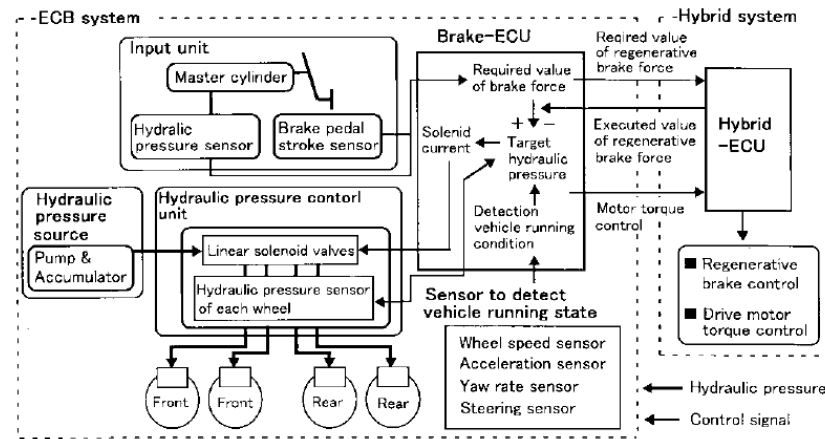 ECB system
Hybrid system
Input unit
Master cylinder
Hydralic
pressure sensor
Brake pedal
stroke sensor
Brake-ECU
Required value
of brake force
+ −
Solenid
current
Target
hydraulic
pressure
Detection
vehicle running
condition
Reqired value
of regenerative
brake force
Executed value
of regenerative
brake force
Motor torque
control
Hybrid
-ECU
Regenerative
brake control
Drive motor
torque control
Hydraulic
pressure
source
Pump &
Accumulator
Hydraulic pressure contorl
unit
Linear solenoid valves
Hydraulic pressure sensor
of each wheel
Sensor to detect
vehicle running state
Wheel speed sensor
Acceleration sensor
Yaw rate sensor
Steering sensor
Front
Front
Rear
Rear
Hydraulic pressure
Control signal